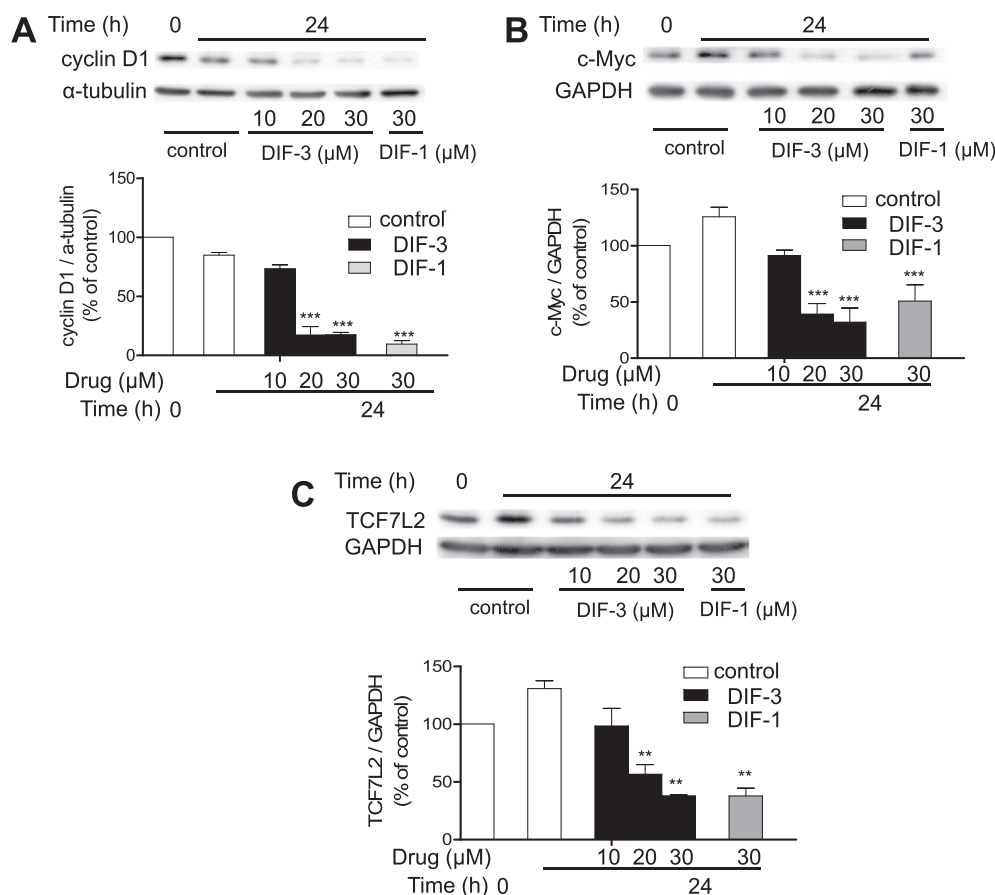 A
Time (h) 0 24
cyclin D1
α-tubulin
10 20 30 30
control DIF-3 (μM) DIF-1 (μM)
cyclin D1 / a-tubulin
(% of control)
150
100
50
0
control
DIF-3
DIF-1
*** *** ***
Drug (μM) 10 20 30 30
Time (h) 0 24
B
Time (h) 0 24
c-Myc
GAPDH
10 20 30 30
control DIF-3 (μM) DIF-1 (μM)
c-Myc / GAPDH
(% of control)
150
100
50
0
control
DIF-3
DIF-1
*** *** ***
Drug (μM) 10 20 30 30
Time (h) 0 24
C
Time (h) 0 24
TCF7L2
GAPDH
10 20 30 30
control DIF-3 (μM) DIF-1 (μM)
TCF7L2 / GAPDH
(% of control)
150
100
50
0
control
DIF-3
DIF-1
** ** **
Drug (μM) 10 20 30 30
Time (h) 0 24